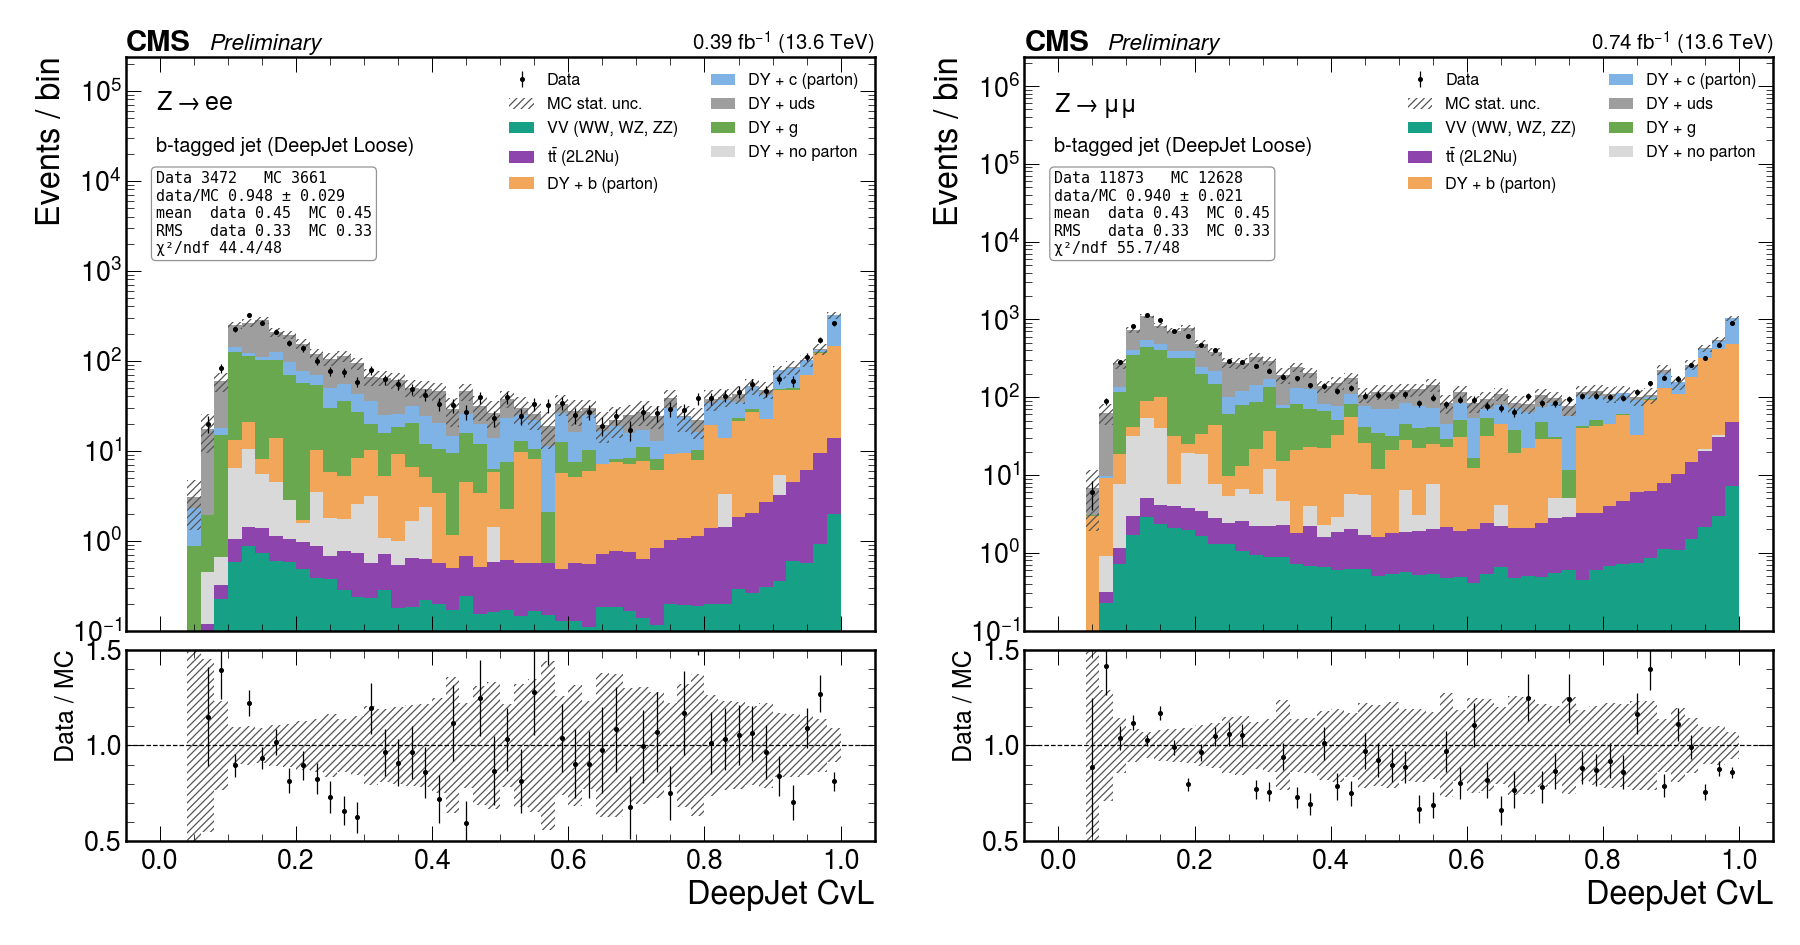 CMS Preliminary 0.39 fb⁻¹ (13.6 TeV)
Events / bin
10⁵
10⁴
10³
10²
10¹
10⁰
10⁻¹
Z → ee
b-tagged jet (DeepJet Loose)
Data 3472 MC 3661
data/MC 0.948 ± 0.029
mean data 0.45 MC 0.45
RMS data 0.33 MC 0.33
χ²/ndf 44.4/48
Data
MC stat. unc.
VV (WW, WZ, ZZ)
tt̄ (2L2Nu)
DY + b (parton)
DY + c (parton)
DY + uds
DY + g
DY + no parton
Data / MC
1.5
1.0
0.5
0.0 0.2 0.4 0.6 0.8 1.0
DeepJet CvL
CMS Preliminary 0.74 fb⁻¹ (13.6 TeV)
Events / bin
10⁶
10⁵
10⁴
10³
10²
10¹
10⁰
10⁻¹
Z → μμ
b-tagged jet (DeepJet Loose)
Data 11873 MC 12628
data/MC 0.940 ± 0.021
mean data 0.43 MC 0.45
RMS data 0.33 MC 0.33
χ²/ndf 55.7/48
Data
MC stat. unc.
VV (WW, WZ, ZZ)
tt̄ (2L2Nu)
DY + b (parton)
DY + c (parton)
DY + uds
DY + g
DY + no parton
Data / MC
1.5
1.0
0.5
0.0 0.2 0.4 0.6 0.8 1.0
DeepJet CvL